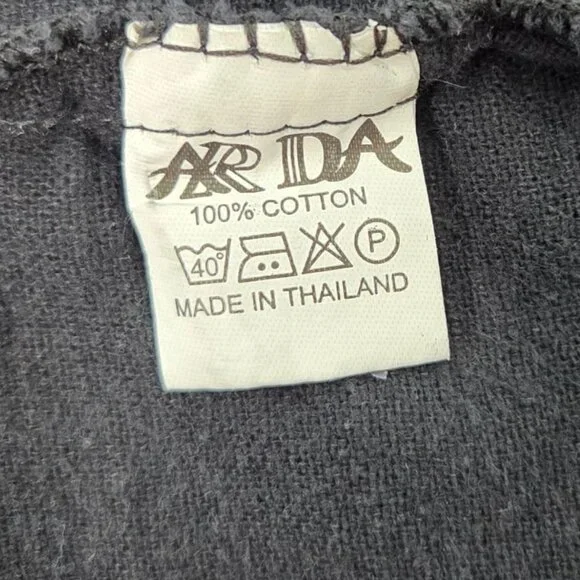 ARDA
100% COTTON
40° P
MADE IN THAILAND